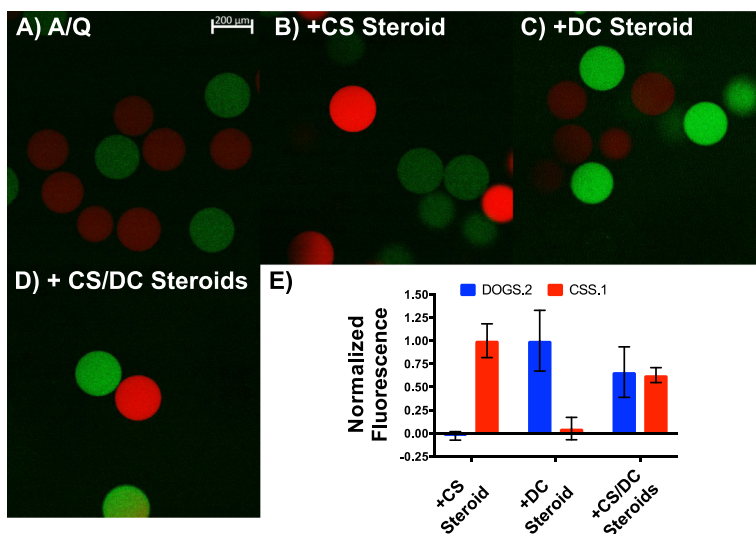 A) A/Q
200 µm
B) +CS Steroid
C) +DC Steroid
D) + CS/DC Steroids
E)
DOGS.2
CSS.1
Normalized
Fluorescence
1.50
1.25
1.00
0.75
0.50
0.25
0.00
-0.25
+CS
Steroid
+DC
Steroid
+CS/DC
Steroids